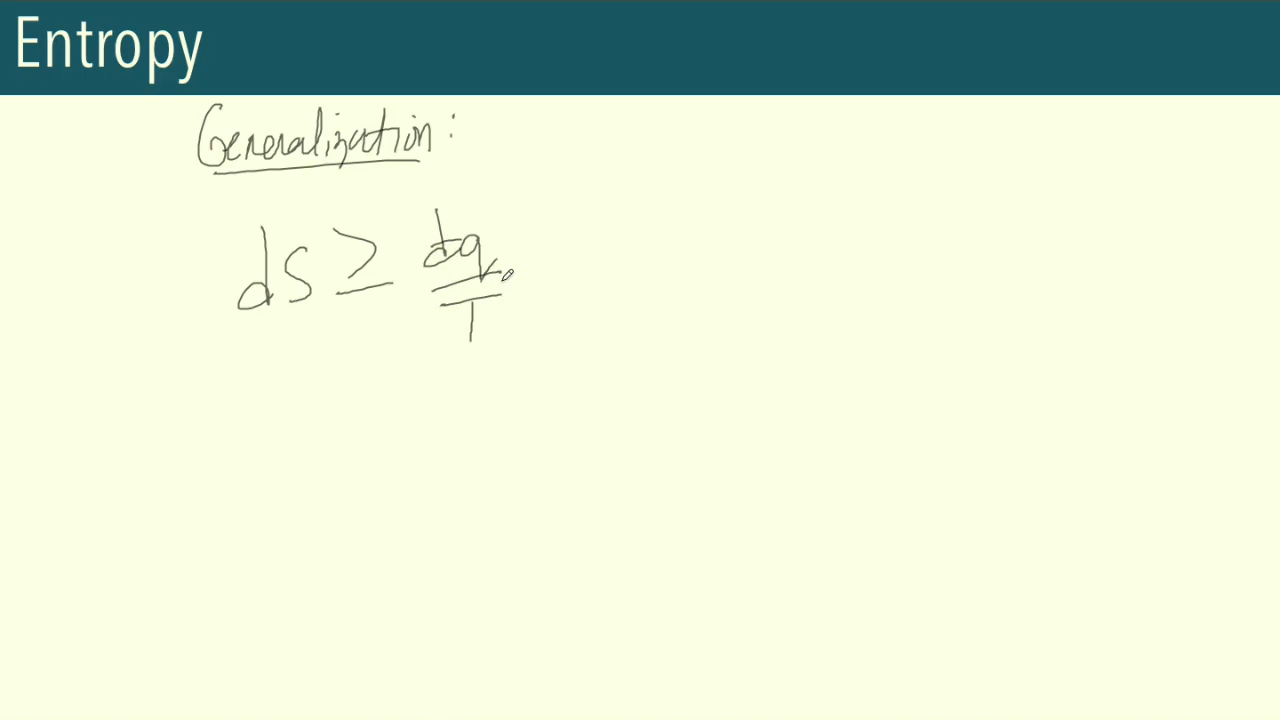 Entropy
Generalization:
dS ≥ đq/T